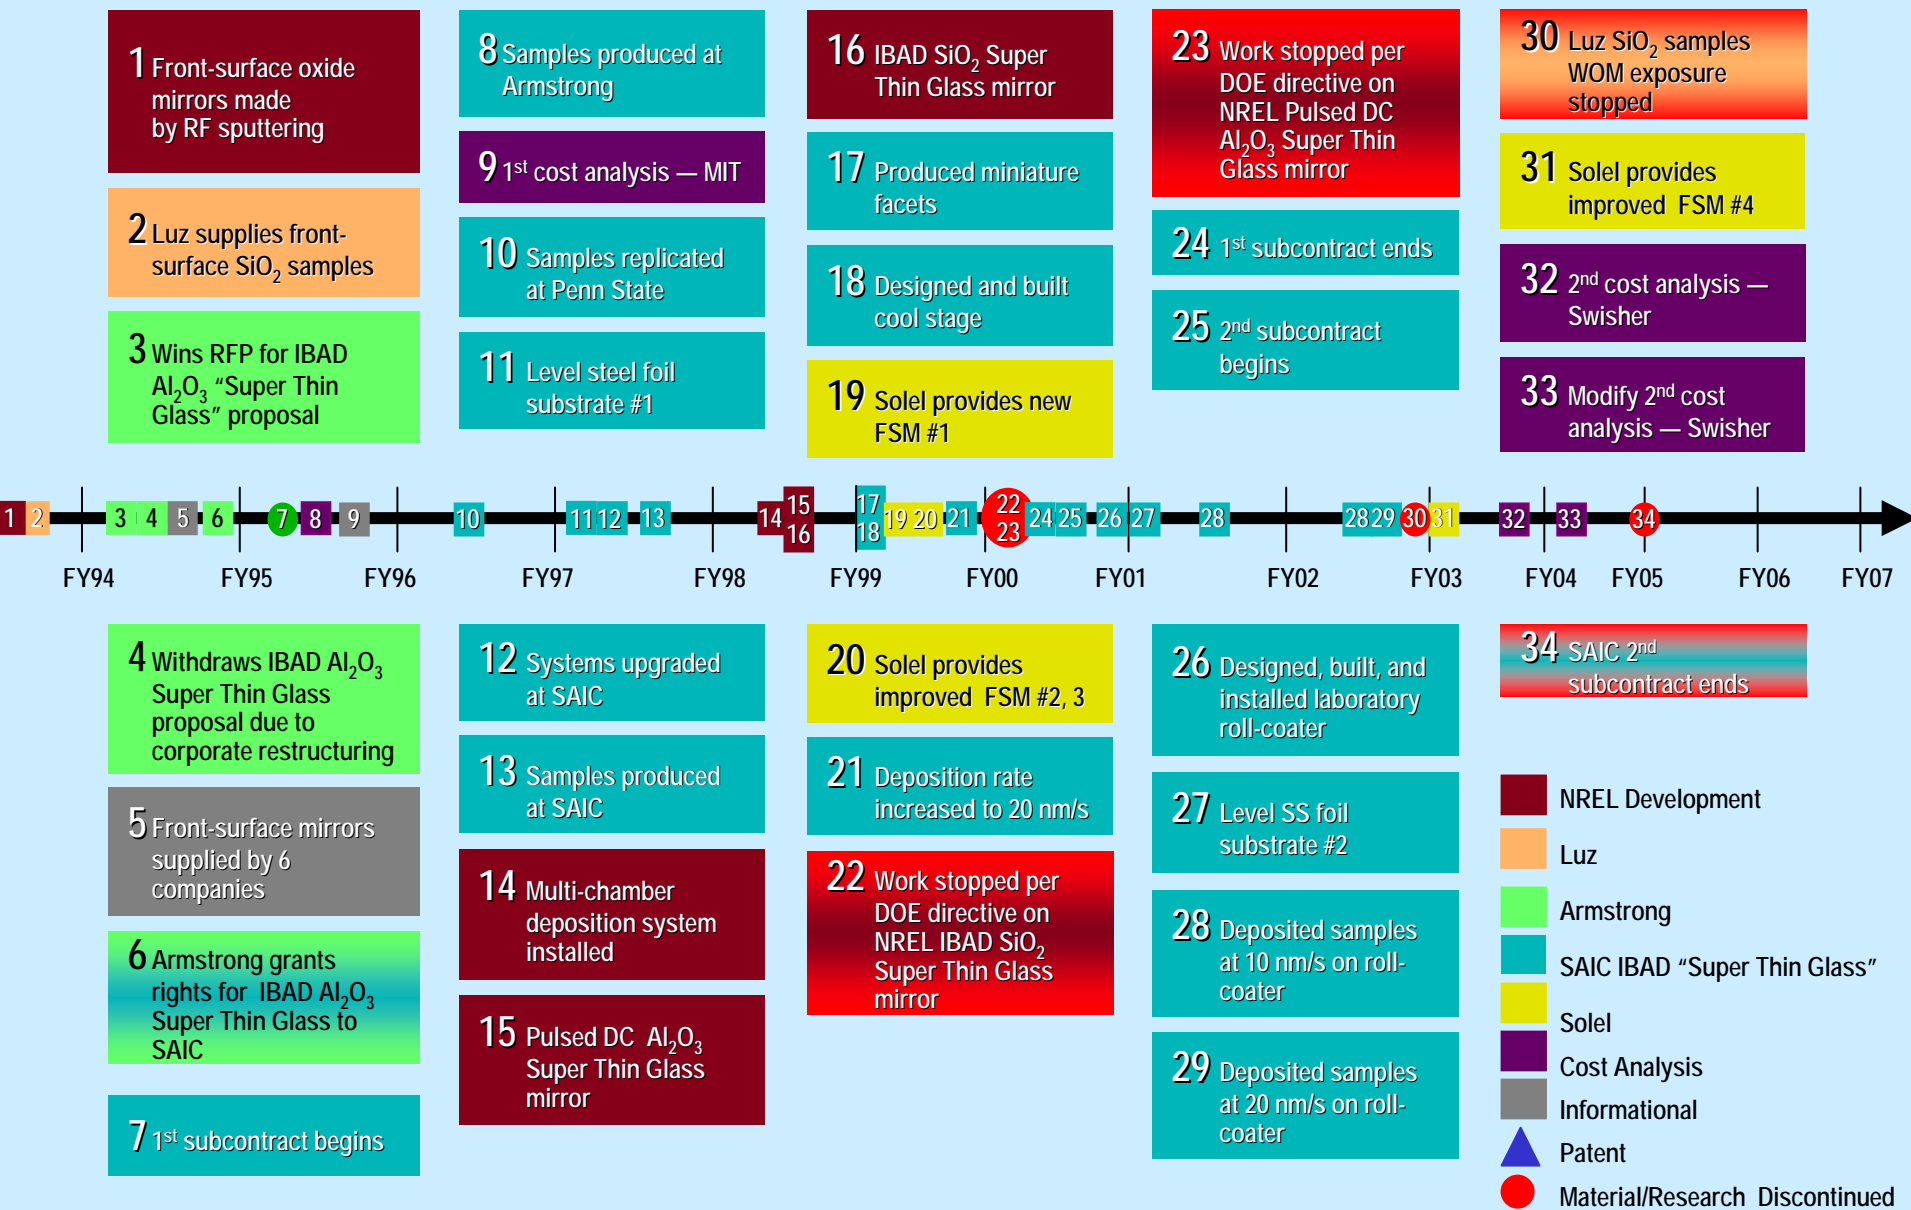 1 Front-surface oxide
mirrors made
by RF sputtering
2 Luz supplies front-
surface SiO₂ samples
3 Wins RFP for IBAD
Al₂O₃ “Super Thin
Glass” proposal
8 Samples produced at
Armstrong
9 1st cost analysis — MIT
10 Samples replicated
at Penn State
11 Level steel foil
substrate #1
16 IBAD SiO₂ Super
Thin Glass mirror
17 Produced miniature
facets
18 Designed and built
cool stage
19 Solel provides new
FSM #1
23 Work stopped per
DOE directive on
NREL Pulsed DC
Al₂O₃ Super Thin
Glass mirror
24 1st subcontract ends
25 2nd subcontract
begins
30 Luz SiO₂ samples
WOM exposure
stopped
31 Solel provides
improved FSM #4
32 2nd cost analysis —
Swisher
33 Modify 2nd cost
analysis — Swisher
1 2 3 4 5 6 7 8 9 10 11 12 13 14 15 16 17 18 19 20 21 22 23 24 25 26 27 28 28 29 30 31 32 33 34
FY94 FY95 FY96 FY97 FY98 FY99 FY00 FY01 FY02 FY03 FY04 FY05 FY06 FY07
4 Withdraws IBAD Al₂O₃
Super Thin Glass
proposal due to
corporate restructuring
5 Front-surface mirrors
supplied by 6
companies
6 Armstrong grants
rights for IBAD Al₂O₃
Super Thin Glass to
SAIC
7 1st subcontract begins
12 Systems upgraded
at SAIC
13 Samples produced
at SAIC
14 Multi-chamber
deposition system
installed
15 Pulsed DC Al₂O₃
Super Thin Glass
mirror
20 Solel provides
improved FSM #2, 3
21 Deposition rate
increased to 20 nm/s
22 Work stopped per
DOE directive on
NREL IBAD SiO₂
Super Thin Glass
mirror
26 Designed, built, and
installed laboratory
roll-coater
27 Level SS foil
substrate #2
28 Deposited samples
at 10 nm/s on roll-
coater
29 Deposited samples
at 20 nm/s on roll-
coater
34 SAIC 2nd
subcontract ends
NREL Development
Luz
Armstrong
SAIC IBAD “Super Thin Glass”
Solel
Cost Analysis
Informational
Patent
Material/Research Discontinued